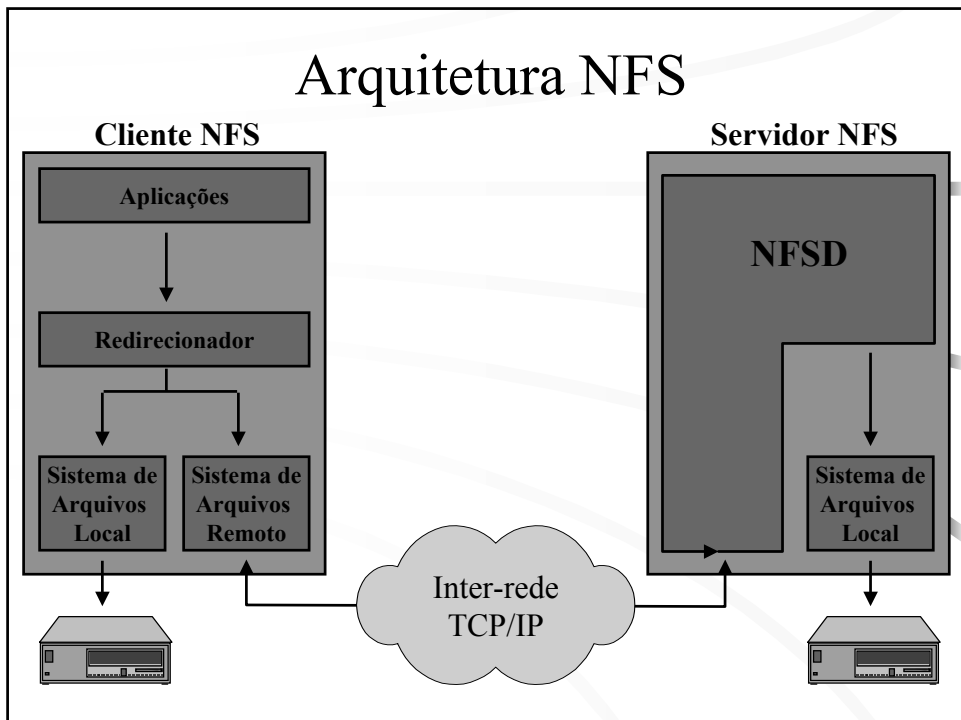 Arquitetura NFS
Cliente NFS
Servidor NFS
Aplicações
NFSD
Redirecionador
Sistema de
Arquivos
Local
Sistema de
Arquivos
Remoto
Sistema de
Arquivos
Local
Inter-rede
TCP/IP